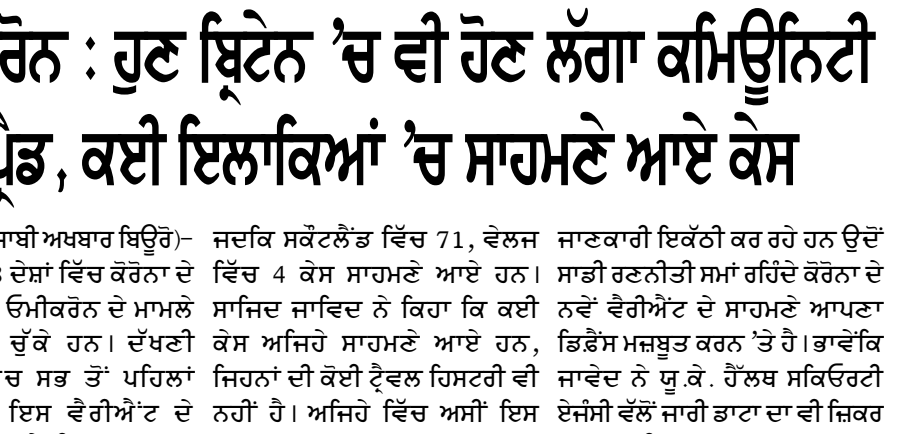 ਰੋਨ : ਹੁਣ ਬ੍ਰਿਟੇਨ ’ਚ ਵੀ ਹੋਣ ਲੱਗਾ ਕਮਿਊਨਿਟੀ
ਪ੍ਰੈਡ, ਕਈ ਇਲਾਕਿਆਂ ’ਚ ਸਾਹਮਣੇ ਆਏ ਕੇਸ
ਜਾਬੀ ਅਖਬਾਰ ਬਿਊਰੋ)–
ਦੇਸ਼ਾਂ ਵਿੱਚ ਕੋਰੋਨਾ ਦੇ
ਓਮੀਕਰੋਨ ਦੇ ਮਾਮਲੇ
ਚੁੱਕੇ ਹਨ। ਦੱਖਣੀ
ਚ ਸਭ ਤੋਂ ਪਹਿਲਾਂ
ਇਸ ਵੈਰੀਐਂਟ ਦੇ
ਜਦਕਿ ਸਕੌਟਲੈਂਡ ਵਿੱਚ 71, ਵੇਲਜ
ਵਿੱਚ 4 ਕੇਸ ਸਾਹਮਣੇ ਆਏ ਹਨ।
ਸਾਜਿਦ ਜਾਵਿਦ ਨੇ ਕਿਹਾ ਕਿ ਕਈ
ਕੇਸ ਅਜਿਹੇ ਸਾਹਮਣੇ ਆਏ ਹਨ,
ਜਿਹਨਾਂ ਦੀ ਕੋਈ ਟ੍ਰੈਵਲ ਹਿਸਟਰੀ ਵੀ
ਨਹੀਂ ਹੈ। ਅਜਿਹੇ ਵਿੱਚ ਅਸੀਂ ਇਸ
ਜਾਣਕਾਰੀ ਇਕੱਠੀ ਕਰ ਰਹੇ ਹਨ ਉਦੋਂ
ਸਾਡੀ ਰਣਨੀਤੀ ਸਮਾਂ ਰਹਿੰਦੇ ਕੋਰੋਨਾ ਦੇ
ਨਵੇਂ ਵੈਰੀਐਂਟ ਦੇ ਸਾਹਮਣੇ ਆਪਣਾ
ਡਿਫ਼ੈਂਸ ਮਜ਼ਬੂਤ ਕਰਨ ’ਤੇ ਹੈ।ਭਾਵੇਂਕਿ
ਜਾਵੇਦ ਨੇ ਯੂ.ਕੇ. ਹੈੱਲਥ ਸਕਿਓਰਟੀ
ਏਜੰਸੀ ਵੱਲੋਂ ਜਾਰੀ ਡਾਟਾ ਦਾ ਵੀ ਜ਼ਿਕਰ